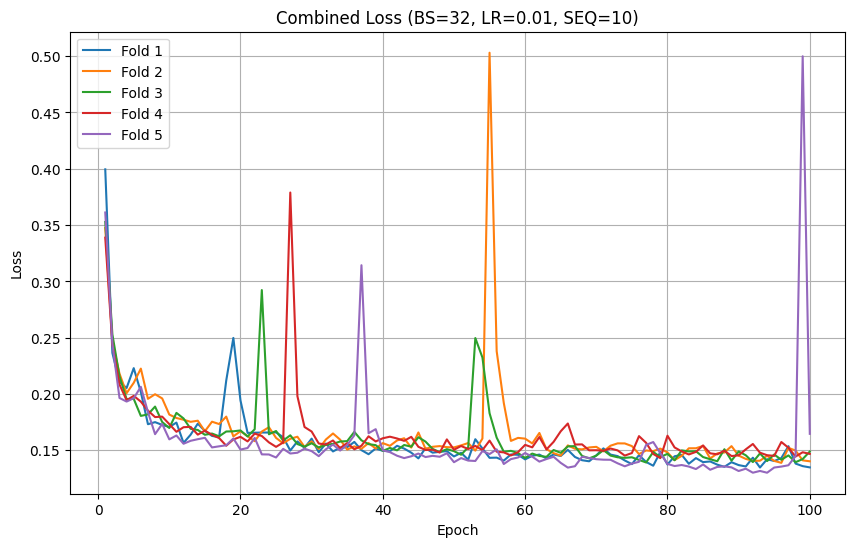 Combined Loss (BS=32, LR=0.01, SEQ=10)
Fold 1
Fold 2
Fold 3
Fold 4
Fold 5
0.50
0.45
0.40
0.35
0.30
0.25
0.20
0.15
Loss
0 20 40 60 80 100
Epoch